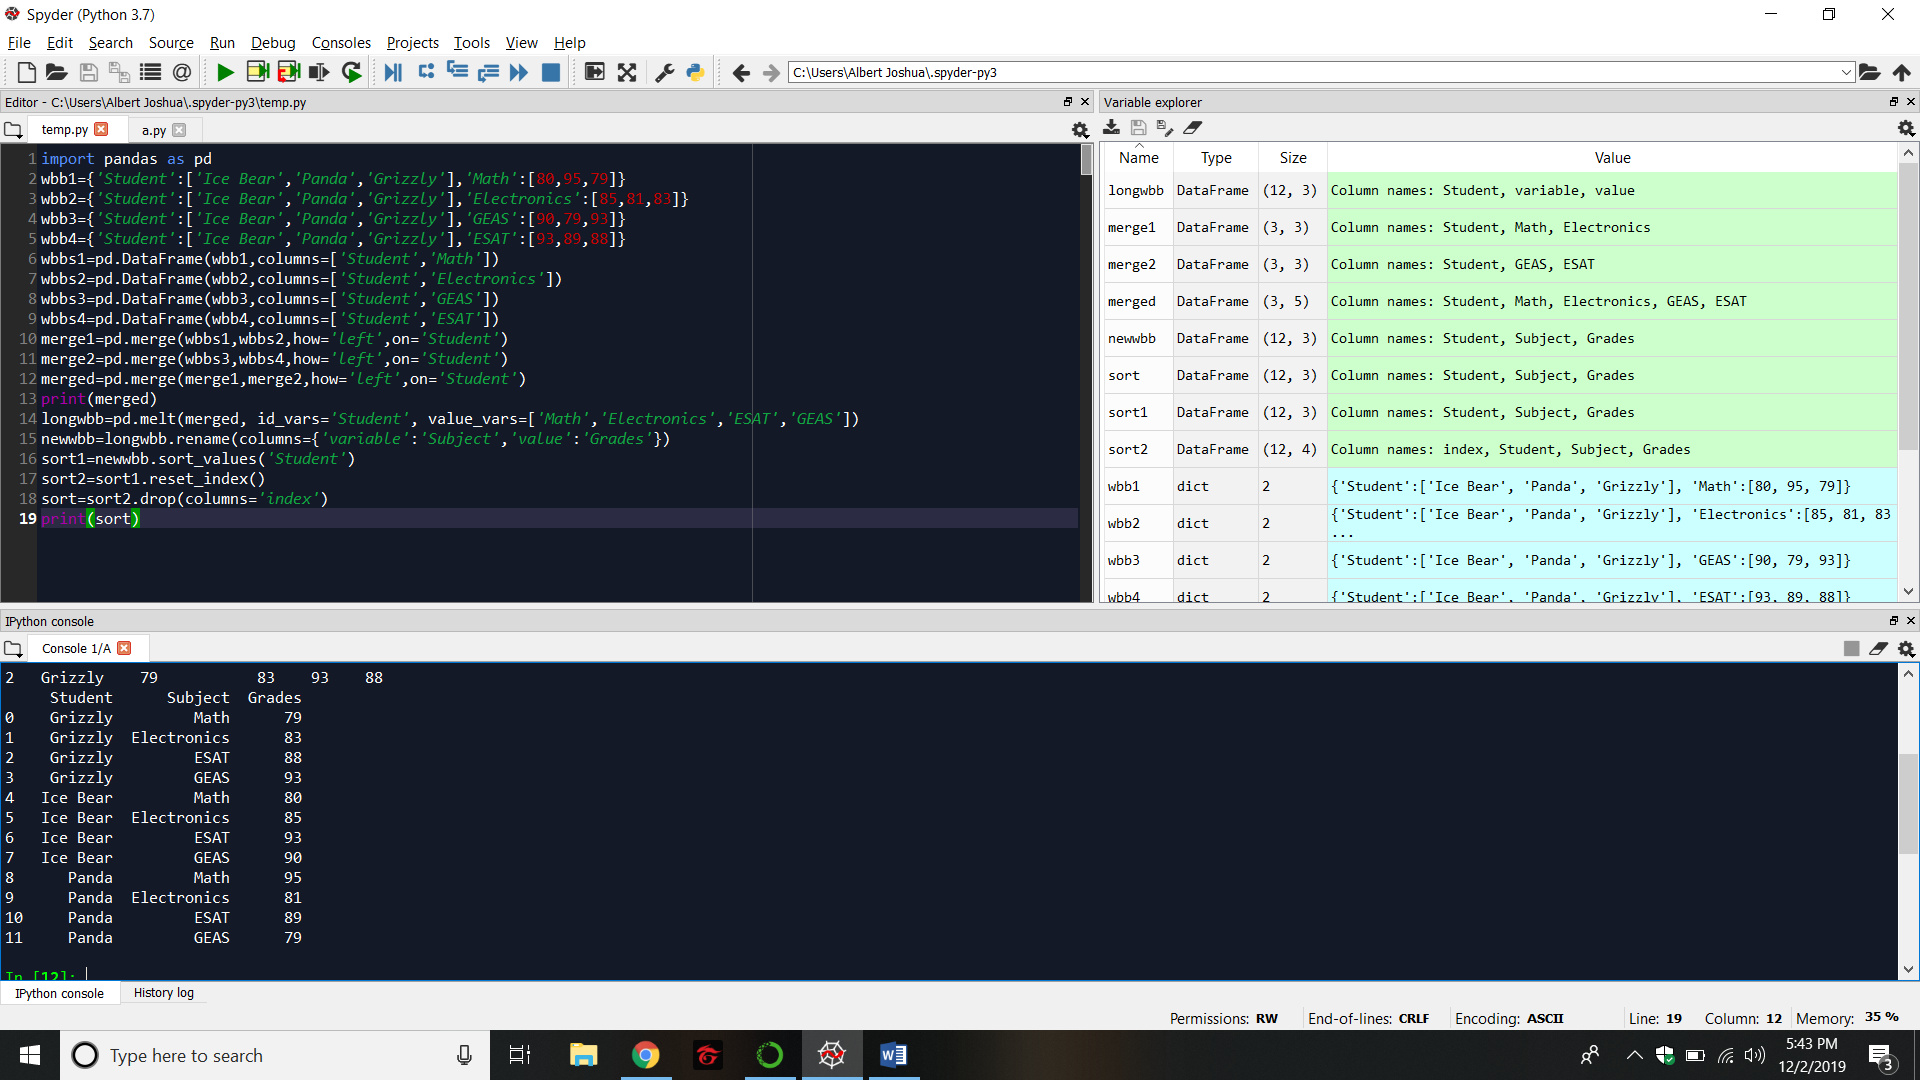 Spyder (Python 3.7)
File Edit Search Source Run Debug Consoles Projects Tools View Help
C:\Users\Albert Joshua\.spyder-py3
Editor - C:\Users\Albert Joshua\.spyder-py3\temp.py
temp.py a.py
1 import pandas as pd
2 wbb1={'Student':['Ice Bear','Panda','Grizzly'],'Math':[80,95,79]}
3 wbb2={'Student':['Ice Bear','Panda','Grizzly'],'Electronics':[85,81,83]}
4 wbb3={'Student':['Ice Bear','Panda','Grizzly'],'GEAS':[90,79,93]}
5 wbb4={'Student':['Ice Bear','Panda','Grizzly'],'ESAT':[93,89,88]}
6 wbbs1=pd.DataFrame(wbb1,columns=['Student','Math'])
7 wbbs2=pd.DataFrame(wbb2,columns=['Student','Electronics'])
8 wbbs3=pd.DataFrame(wbb3,columns=['Student','GEAS'])
9 wbbs4=pd.DataFrame(wbb4,columns=['Student','ESAT'])
10 merge1=pd.merge(wbbs1,wbbs2,how='left',on='Student')
11 merge2=pd.merge(wbbs3,wbbs4,how='left',on='Student')
12 merged=pd.merge(merge1,merge2,how='left',on='Student')
13 print(merged)
14 longwbb=pd.melt(merged, id_vars='Student', value_vars=['Math','Electronics','ESAT','GEAS'])
15 newwbb=longwbb.rename(columns={'variable':'Subject','value':'Grades'})
16 sort1=newwbb.sort_values('Student')
17 sort2=sort1.reset_index()
18 sort=sort2.drop(columns='index')
19 print(sort)
Variable explorer
Name Type Size Value
longwbb DataFrame (12, 3) Column names: Student, variable, value
merge1 DataFrame (3, 3) Column names: Student, Math, Electronics
merge2 DataFrame (3, 3) Column names: Student, GEAS, ESAT
merged DataFrame (3, 5) Column names: Student, Math, Electronics, GEAS, ESAT
newwbb DataFrame (12, 3) Column names: Student, Subject, Grades
sort DataFrame (12, 3) Column names: Student, Subject, Grades
sort1 DataFrame (12, 3) Column names: Student, Subject, Grades
sort2 DataFrame (12, 4) Column names: index, Student, Subject, Grades
wbb1 dict 2 {'Student':['Ice Bear', 'Panda', 'Grizzly'], 'Math':[80, 95, 79]}
wbb2 dict 2 {'Student':['Ice Bear', 'Panda', 'Grizzly'], 'Electronics':[85, 81, 83
...
wbb3 dict 2 {'Student':['Ice Bear', 'Panda', 'Grizzly'], 'GEAS':[90, 79, 93]}
wbb4 dict 2 {'Student':['Ice Bear', 'Panda', 'Grizzly'], 'ESAT':[93, 89, 88]}
IPython console
Console 1/A
2 Grizzly 79 83 93 88
Student Subject Grades
0 Grizzly Math 79
1 Grizzly Electronics 83
2 Grizzly ESAT 88
3 Grizzly GEAS 93
4 Ice Bear Math 80
5 Ice Bear Electronics 85
6 Ice Bear ESAT 93
7 Ice Bear GEAS 90
8 Panda Math 95
9 Panda Electronics 81
10 Panda ESAT 89
11 Panda GEAS 79
In [12]:
IPython console History log
Permissions: RW End-of-lines: CRLF Encoding: ASCII Line: 19 Column: 12 Memory: 35 %
Type here to search
5:43 PM
12/2/2019
3